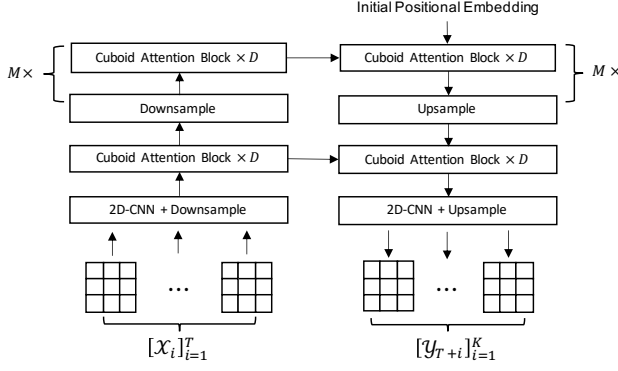 Initial Positional Embedding
Cuboid Attention Block × D
Cuboid Attention Block × D
M ×
M ×
Downsample
Upsample
Cuboid Attention Block × D
Cuboid Attention Block × D
2D-CNN + Downsample
2D-CNN + Upsample
...
...
[𝒳_i]_{i=1}^T
[𝒴_{T+i}]_{i=1}^K